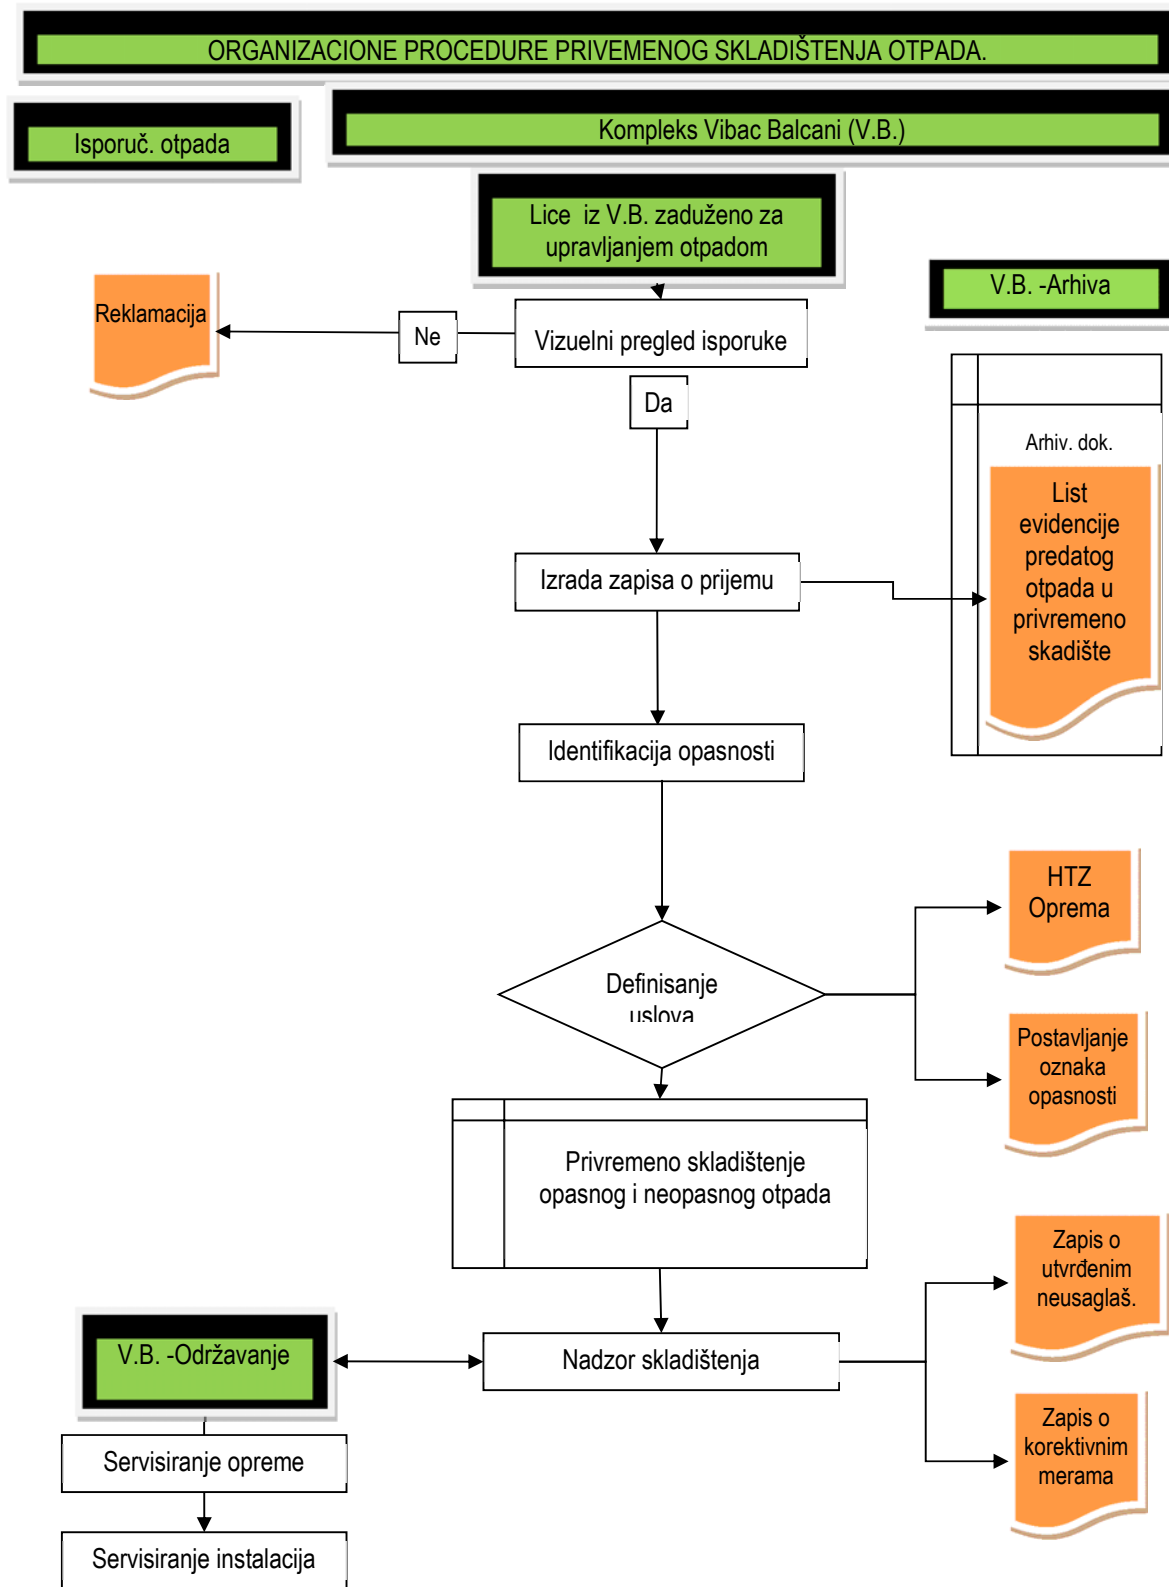 ORGANIZACIONE PROCEDURE PRIVEMENOG SKLADIŠTENJA OTPADA.
Isporuč. otpada
Kompleks Vibac Balcani (V.B.)
Lice iz V.B. zaduženo za
upravljanjem otpadom
V.B. -Arhiva
Reklamacija
Ne
Vizuelni pregled isporuke
Da
Arhiv. dok.
List
evidencije
predatog
otpada u
privremeno
skadište
Izrada zapisa o prijemu
Identifikacija opasnosti
HTZ
Oprema
Definisanje
uslova
Postavljanje
oznaka
opasnosti
Privremeno skladištenje
opasnog i neopasnog otpada
Zapis o
utvrđenim
neusaglaš.
V.B. -Održavanje
Nadzor skladištenja
Zapis o
korektivnim
merama
Servisiranje opreme
Servisiranje instalacija